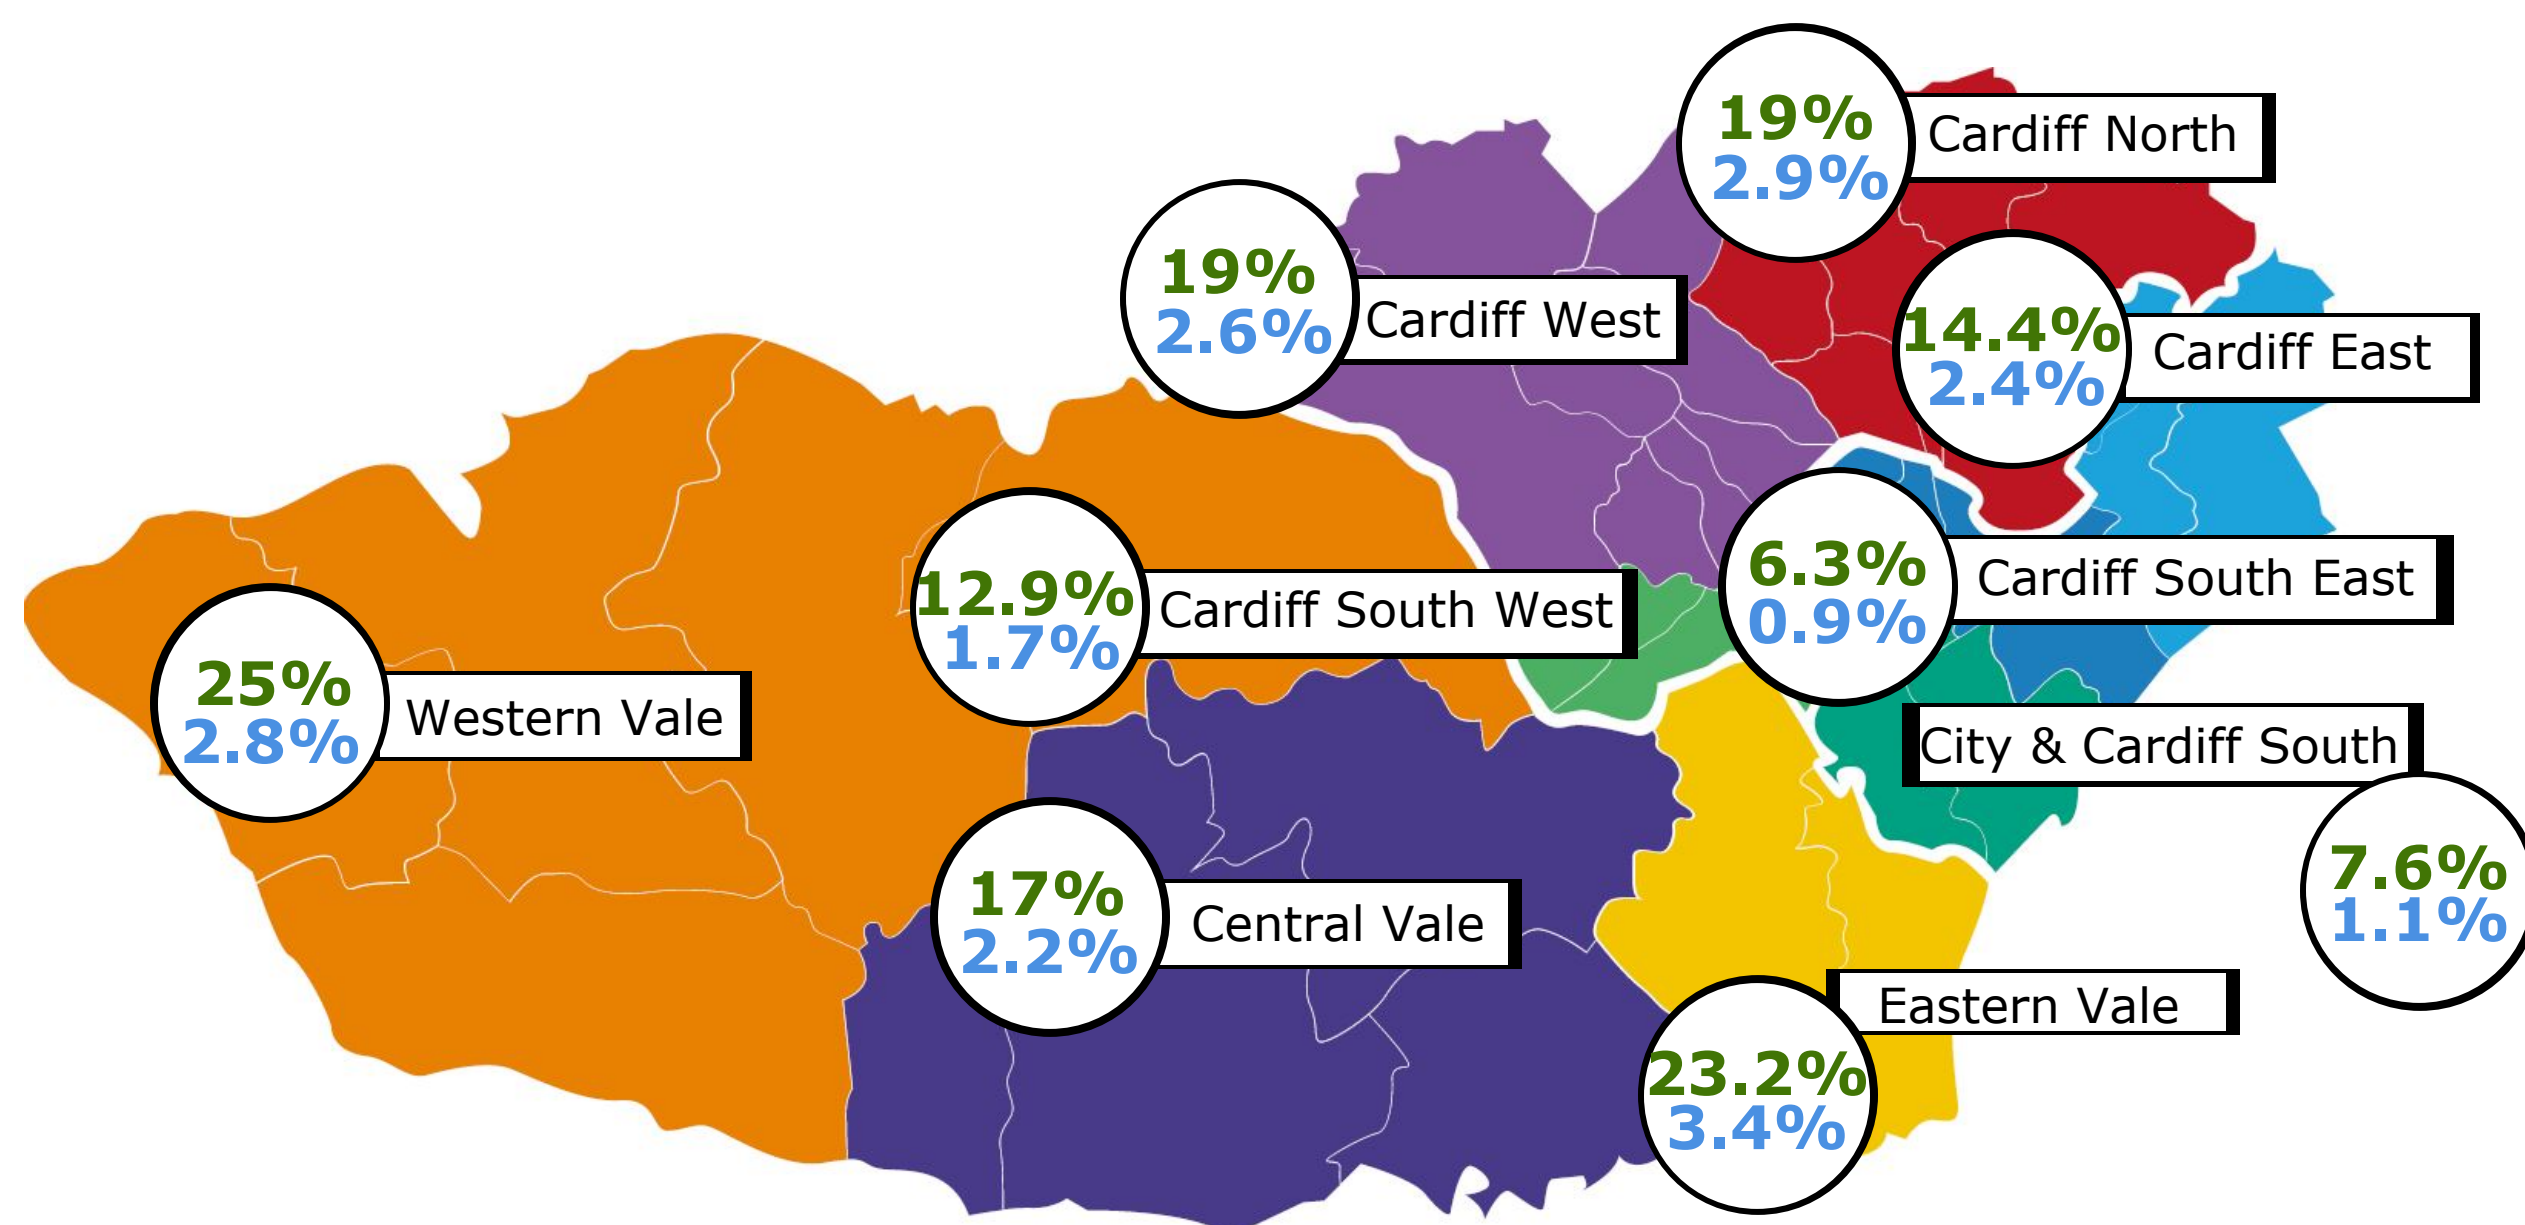 19%
2.9%
Cardiff North
19%
2.6%
Cardiff West
14.4%
2.4%
Cardiff East
12.9%
1.7%
Cardiff South West
6.3%
0.9%
Cardiff South East
25%
2.8%
Western Vale
City & Cardiff South
7.6%
1.1%
17%
2.2%
Central Vale
Eastern Vale
23.2%
3.4%